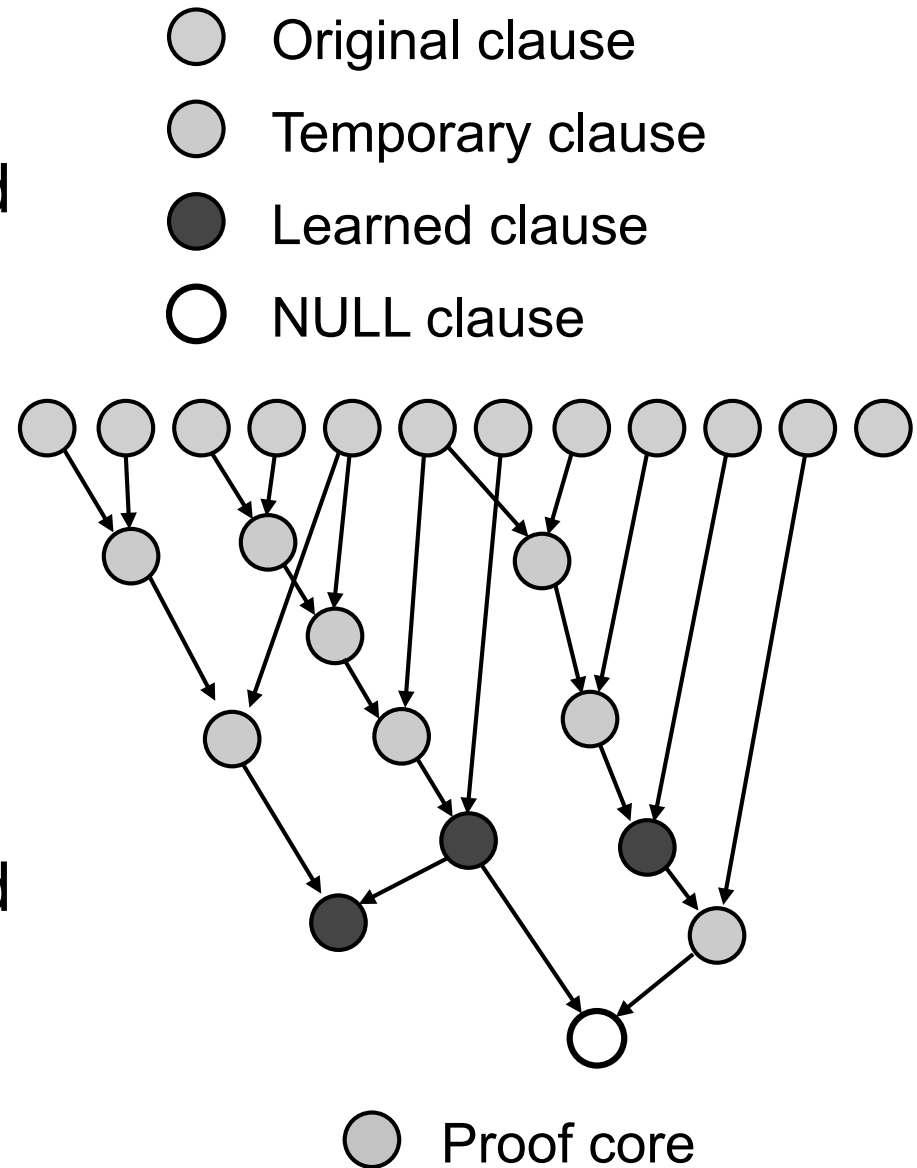 Original clause
Temporary clause
d
Learned clause
NULL clause
d
Proof core